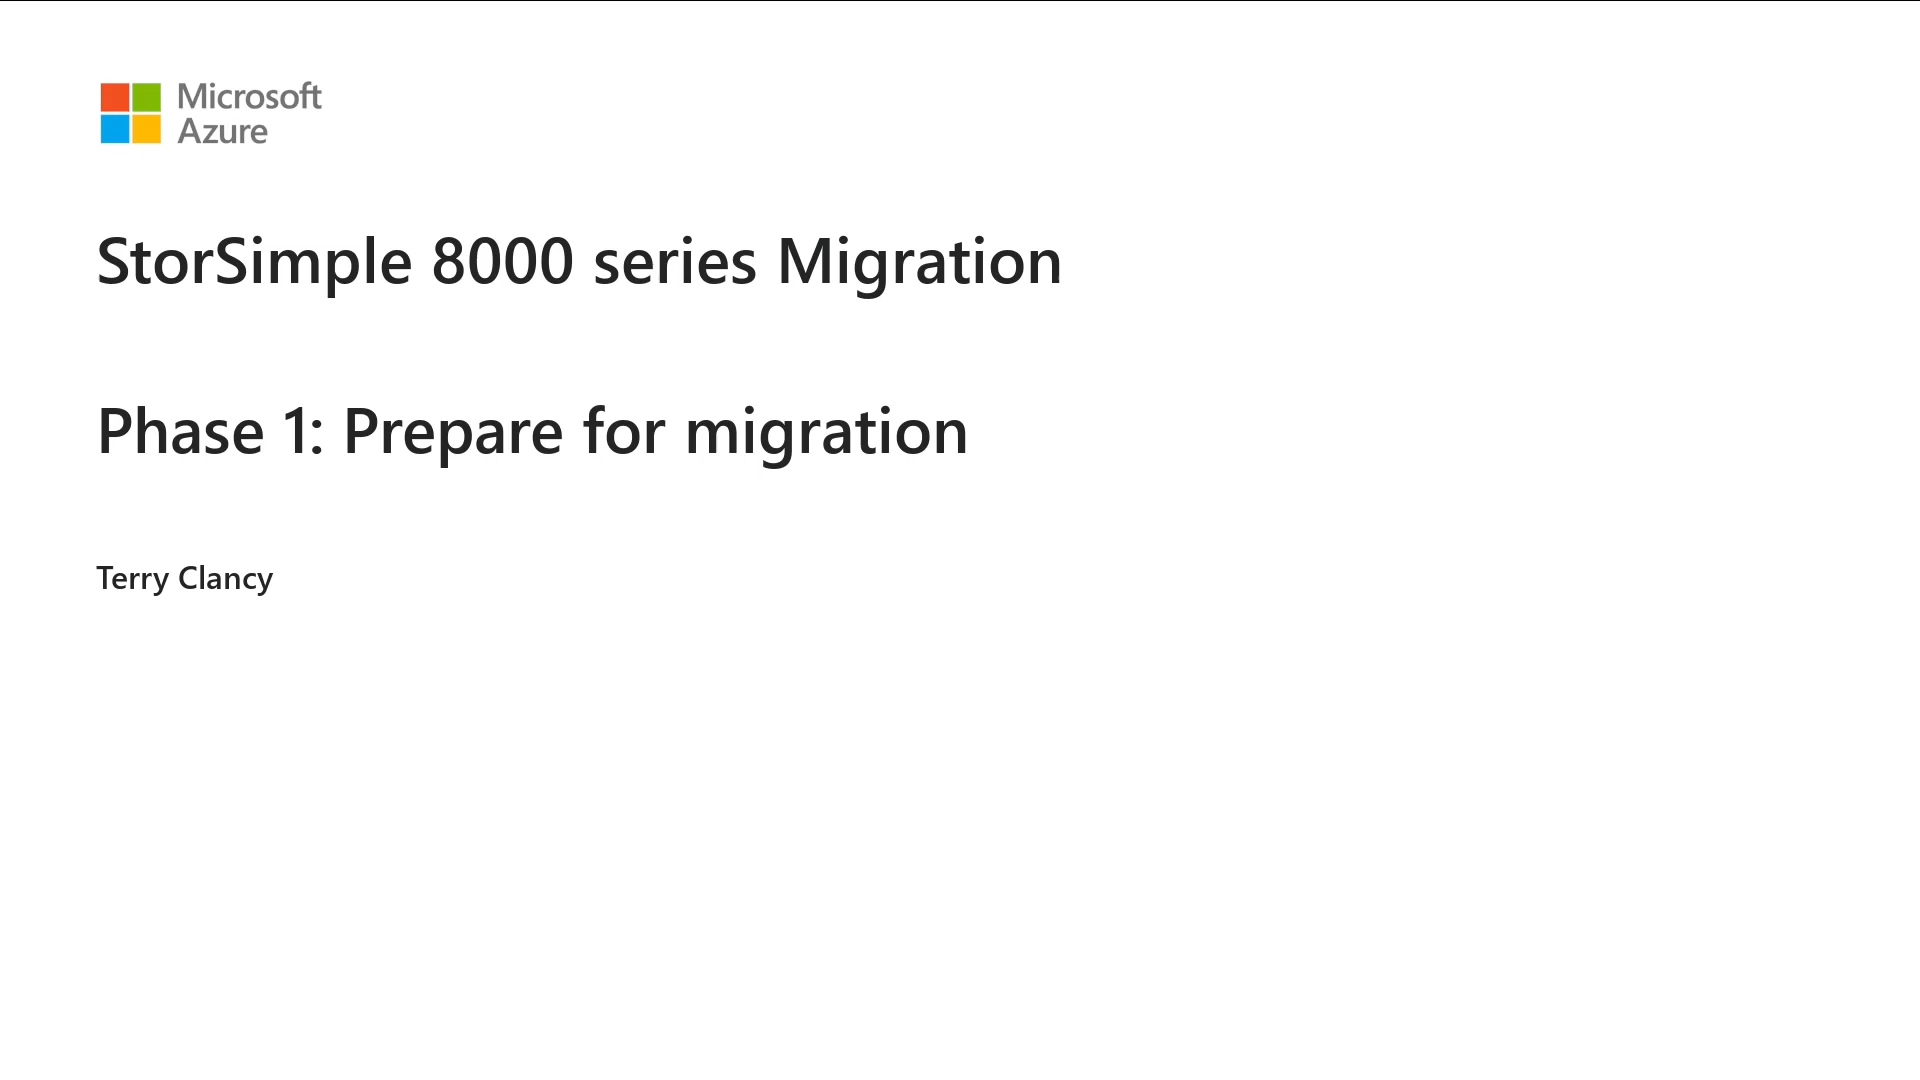 Microsoft
Azure
StorSimple 8000 series Migration
Phase 1: Prepare for migration
Terry Clancy